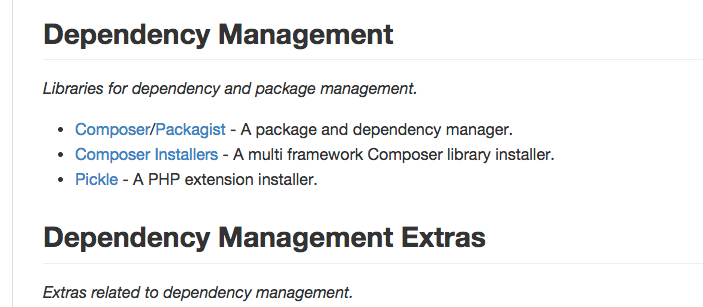 Dependency Management
Libraries for dependency and package management.
• Composer/Packagist - A package and dependency manager.
• Composer Installers - A multi framework Composer library installer.
• Pickle - A PHP extension installer.
Dependency Management Extras
Extras related to dependency management.